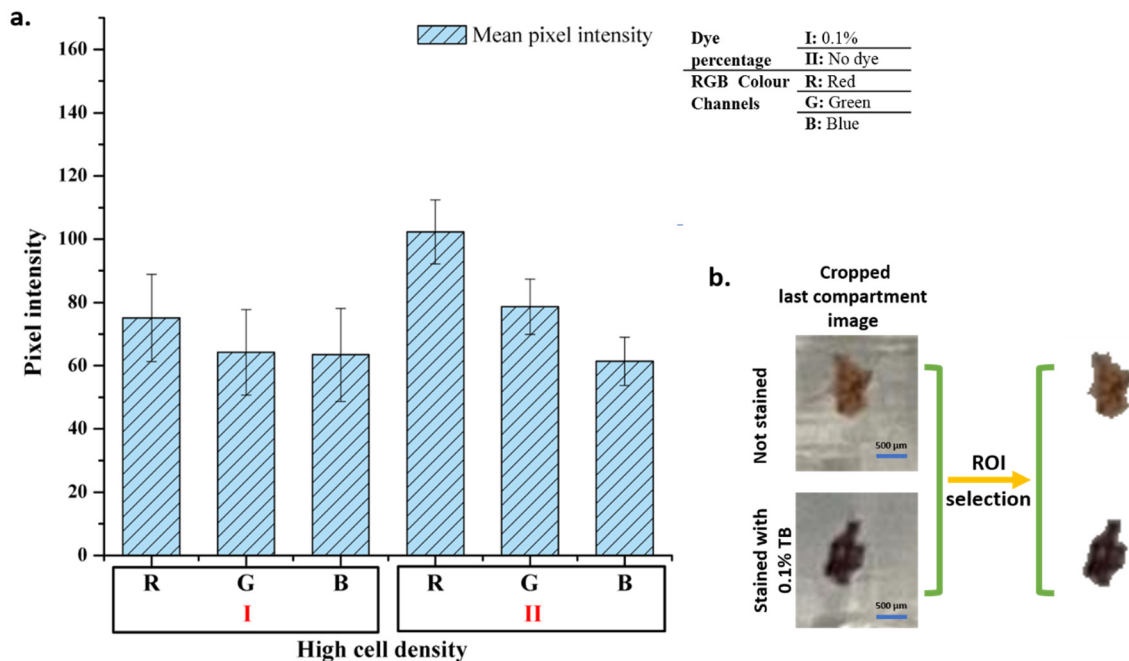 a.
160
140
120
100
80
60
40
20
0
Pixel intensity
Mean pixel intensity
R G B R G B
I II
High cell density
Dye I: 0.1%
percentage II: No dye
RGB Colour R: Red
Channels G: Green
B: Blue
b.
Cropped
last compartment
image
Not stained
500 µm
Stained with
0.1% TB
500 µm
ROI
selection